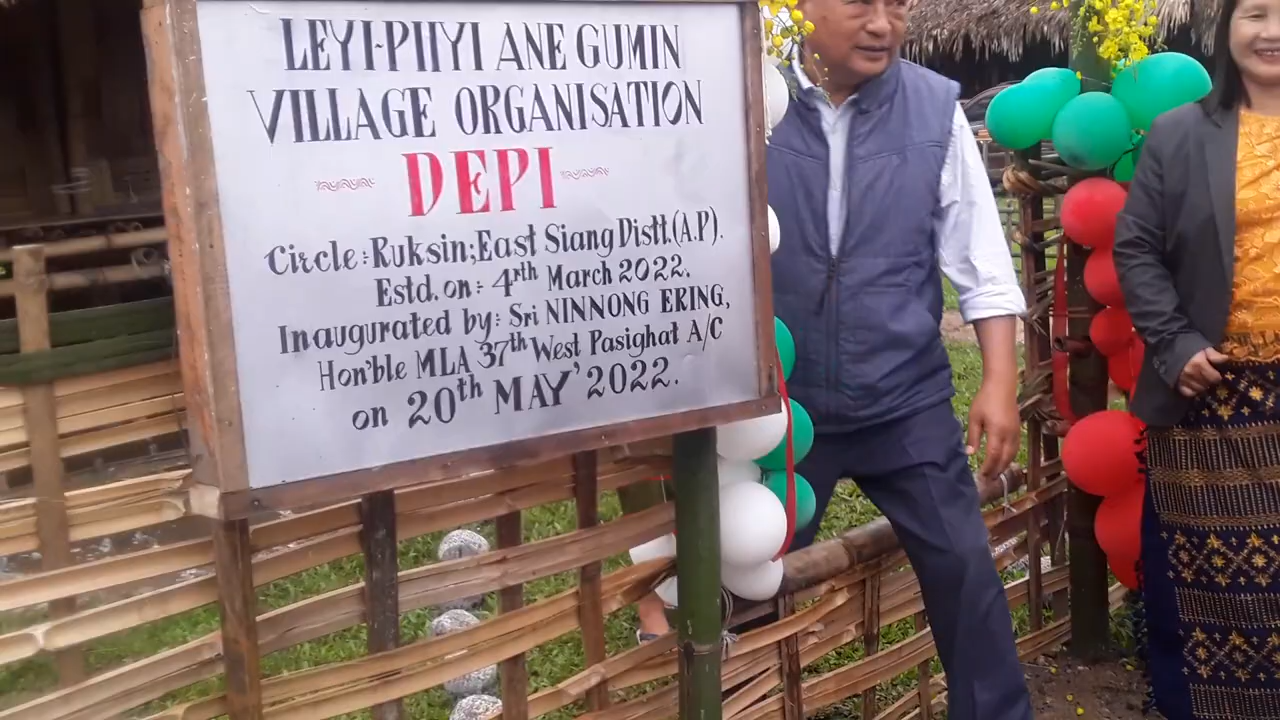 LEYI-PIIYI ANE GUMIN
VILLAGE ORGANISATION
DEPI
Circle:Ruksin;East Siang Distt.(A.P).
Estd.on: 4rth March 2022.
Inaugurated by: Sri NINNONG ERING,
Hon'ble MLA 37th West Pasighat A/C
on 20th MAY' 2022.